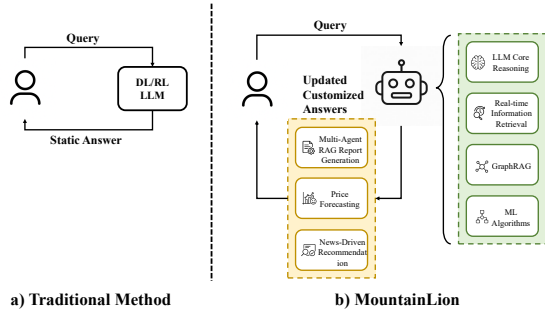 Query
DL/RL
LLM
Static Answer
a) Traditional Method
Query
Updated
Customized
Answers
Multi-Agent
RAG Report
Generation
Price
Forecasting
News-Driven
Recommendat
ion
LLM Core
Reasoning
Real-time
Information
Retrieval
GraphRAG
ML
Algorithms
b) MountainLion